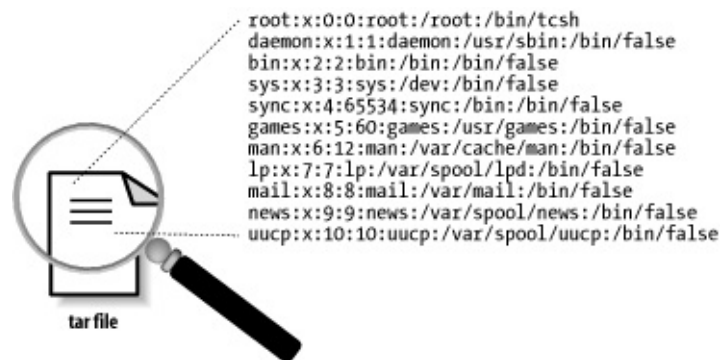 root:x:0:0:root:/root:/bin/tcsh
daemon:x:1:1:daemon:/usr/sbin:/bin/false
bin:x:2:2:bin:/bin:/bin/false
sys:x:3:3:sys:/dev:/bin/false
sync:x:4:65534:sync:/bin:/bin/false
games:x:5:60:games:/usr/games:/bin/false
man:x:6:12:man:/var/cache/man:/bin/false
lp:x:7:7:lp:/var/spool/lpd:/bin/false
mail:x:8:8:mail:/var/mail:/bin/false
news:x:9:9:news:/var/spool/news:/bin/false
uucp:x:10:10:uucp:/var/spool/uucp:/bin/false
tar file